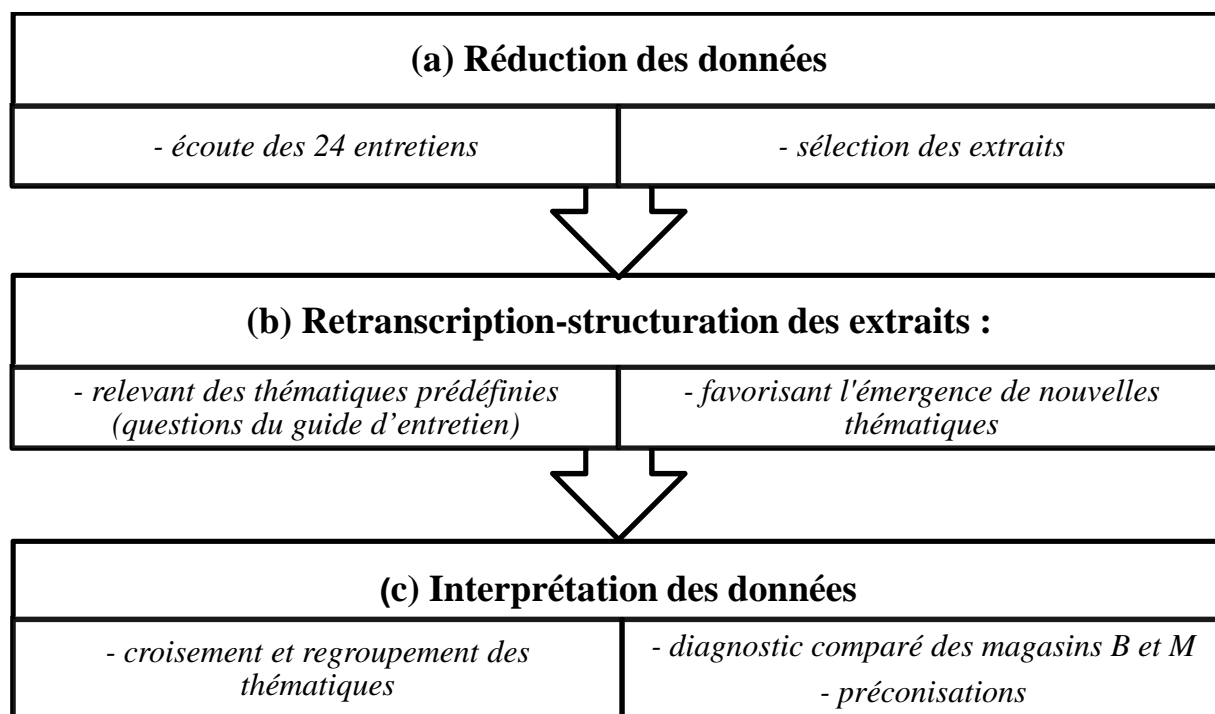 (a) Réduction des données
- écoute des 24 entretiens
- sélection des extraits
(b) Retranscription-structuration des extraits :
- relevant des thématiques prédéfinies
(questions du guide d’entretien)
- favorisant l'émergence de nouvelles
thématiques
(c) Interprétation des données
- croisement et regroupement des
thématiques
- diagnostic comparé des magasins B et M
- préconisations